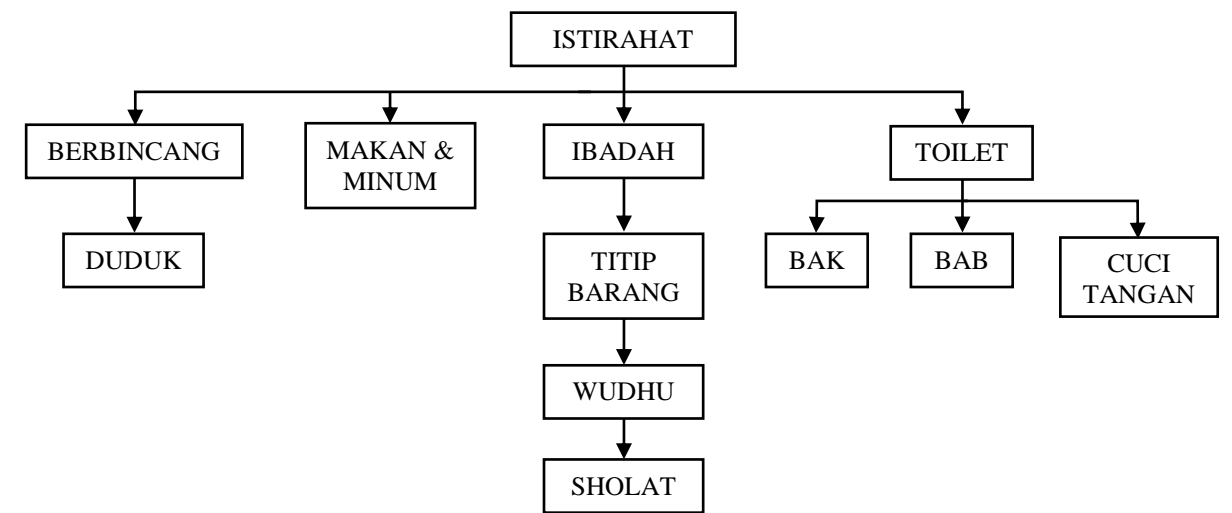 ISTIRAHAT
BERBINCANG
MAKAN &
MINUM
IBADAH
TOILET
DUDUK
TITIP
BARANG
BAK
BAB
CUCI
TANGAN
WUDHU
SHOLAT